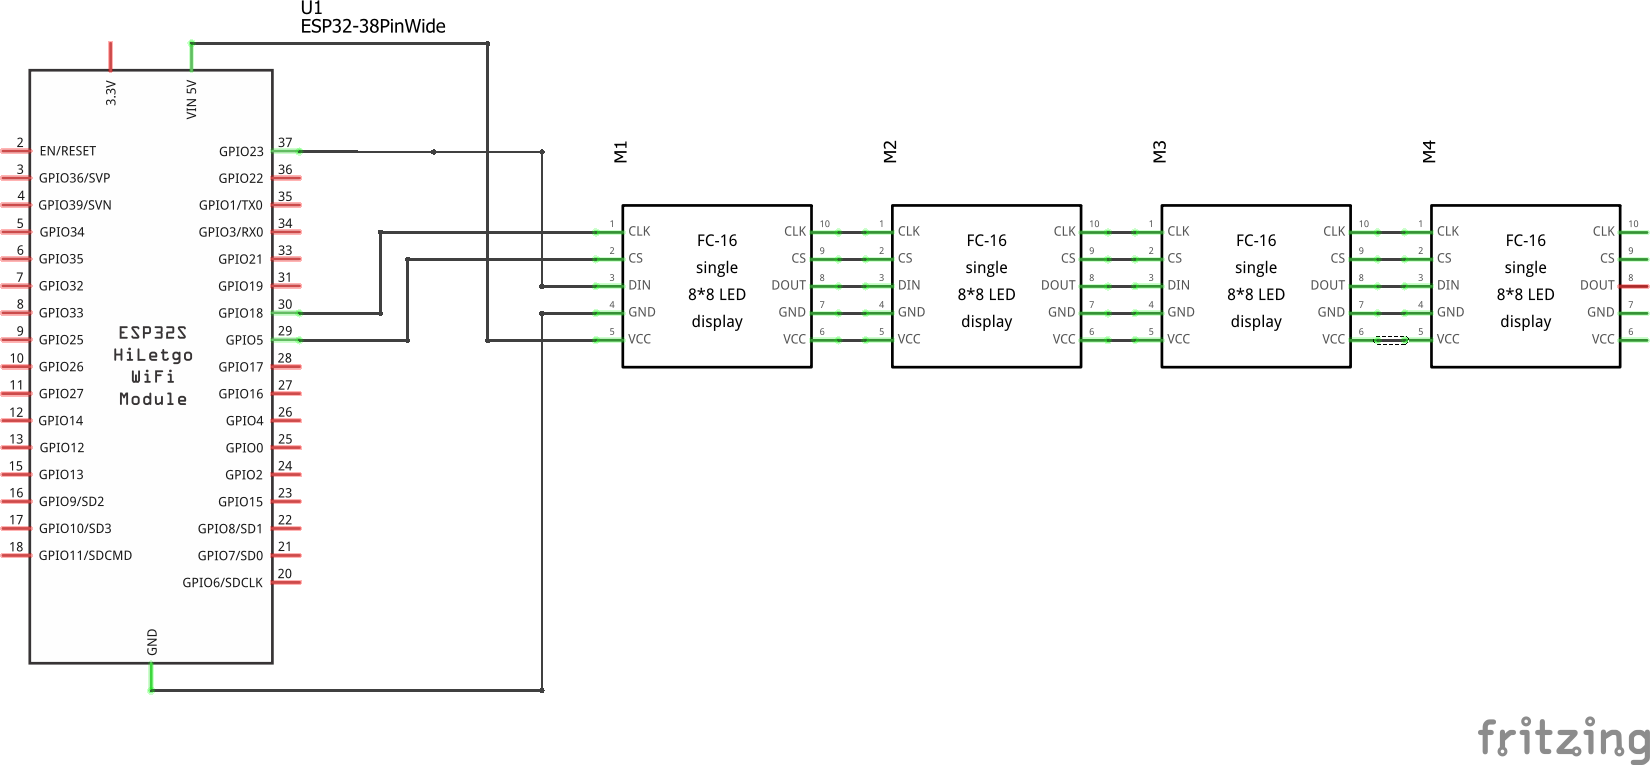 U1
ESP32-38PinWide
3.3V
VIN 5V
2 EN/RESET
3 GPIO36/SVP
4 GPIO39/SVN
5 GPIO34
6 GPIO35
7 GPIO32
8 GPIO33
9 GPIO25
10 GPIO26
11 GPIO27
12 GPIO14
13 GPIO12
15 GPIO13
16 GPIO9/SD2
17 GPIO10/SD3
18 GPIO11/SDCMD
ESP32S
HiLetgo
WiFi
Module
GPIO23 37
GPIO22 36
GPIO1/TX0 35
GPIO3/RX0 34
GPIO21 33
GPIO19 31
GPIO18 30
GPIO5 29
GPIO17 28
GPIO16 27
GPIO4 26
GPIO0 25
GPIO2 24
GPIO15 23
GPIO8/SD1 22
GPIO7/SD0 21
GPIO6/SDCLK 20
GND
M1
1 CLK
2 CS
3 DIN
4 GND
5 VCC
FC-16
single
8*8 LED
display
CLK 10
CS 9
DOUT 8
GND 7
VCC 6
M2
1 CLK
2 CS
3 DIN
4 GND
5 VCC
FC-16
single
8*8 LED
display
CLK 10
CS 9
DOUT 8
GND 7
VCC 6
M3
1 CLK
2 CS
3 DIN
4 GND
5 VCC
FC-16
single
8*8 LED
display
CLK 10
CS 9
DOUT 8
GND 7
VCC 6
M4
1 CLK
2 CS
3 DIN
4 GND
5 VCC
FC-16
single
8*8 LED
display
CLK 10
CS 9
DOUT 8
GND 7
VCC 6
fritzing